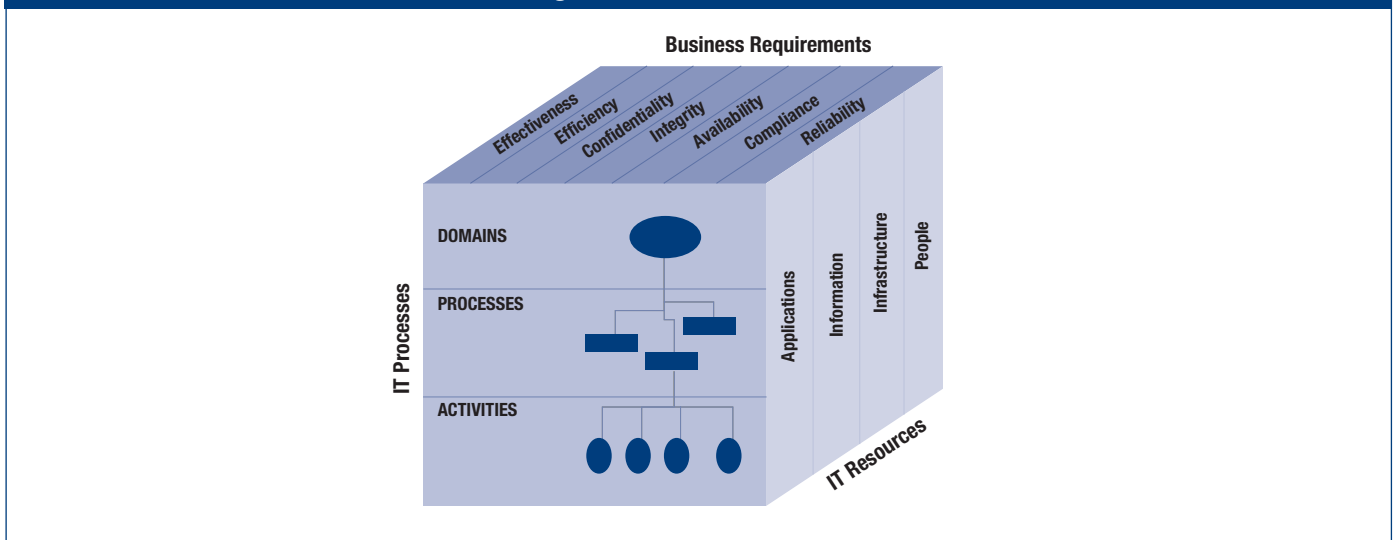 Business Requirements
Effectiveness
Efficiency
Confidentiality
Integrity
Availability
Compliance
Reliability
IT Processes
DOMAINS
PROCESSES
ACTIVITIES
Applications
Information
Infrastructure
People
IT Resources